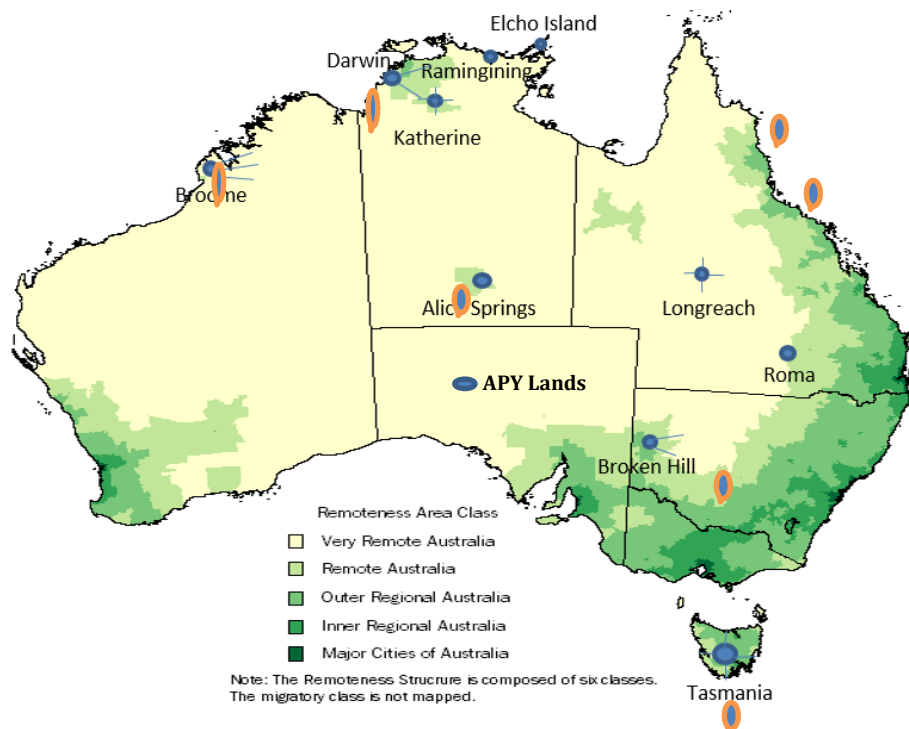 Elcho Island
Darwin
Ramingining
Katherine
Broome
Alice Springs
Longreach
Roma
APY Lands
Broken Hill
Remoteness Area Class
Very Remote Australia
Remote Australia
Outer Regional Australia
Inner Regional Australia
Major Cities of Australia
Note: The Remoteness Strucrure is composed of six classes.
The migratory class is not mapped.
Tasmania